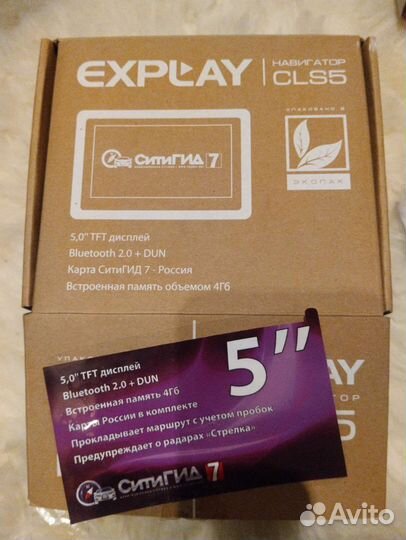 EXPLAY
НАВИГАТОР
CLS5
УПАКОВАНО В
ЭКОПАК
СитиГИД 7
5,0" TFT дисплей
Bluetooth 2.0 + DUN
Карта СитиГИД 7 - Россия
Встроенная память объемом 4Гб
5,0" TFT дисплей
Bluetooth 2.0 + DUN
Встроенная память 4Гб
Карта России в комплекте
Прокладывает маршрут с учетом пробок
Предупреждает о радарах «Стрелка»
5"
СитиГИД 7
Avito